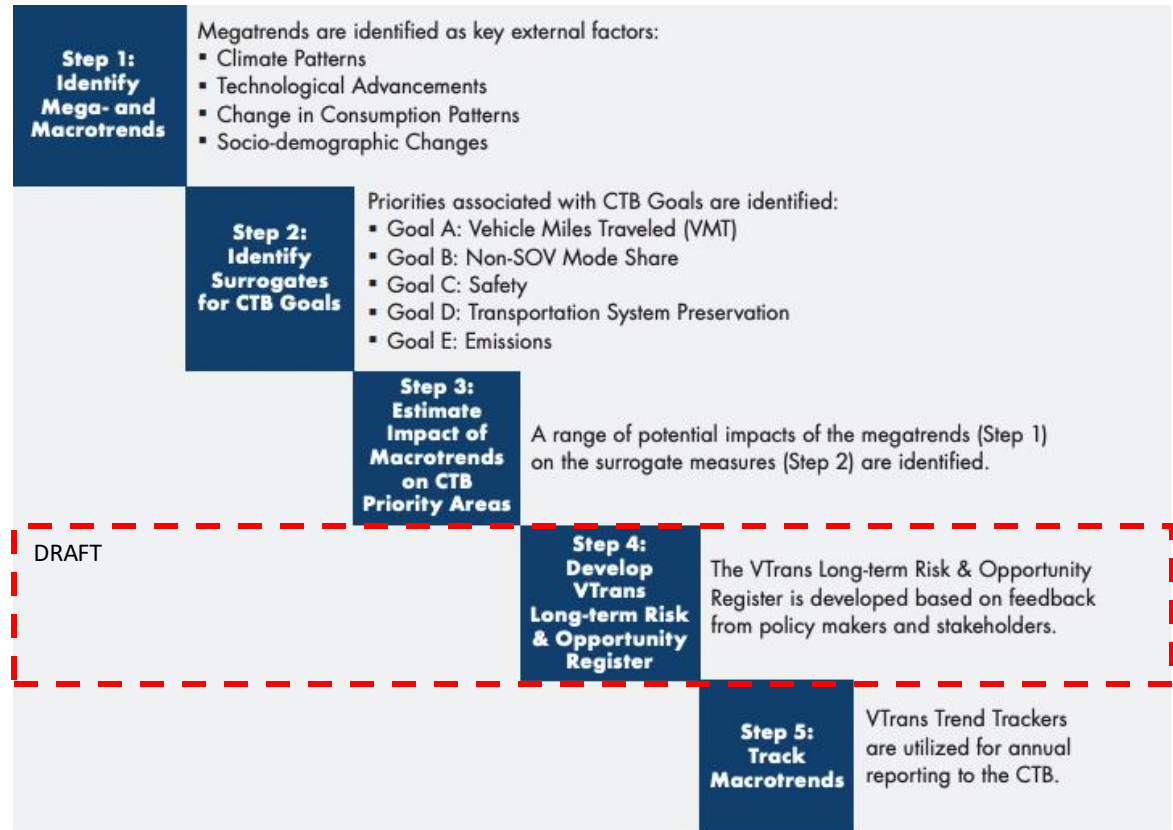 Step 1:
Identify
Mega- and
Macrotrends
Megatrends are identified as key external factors:
▪ Climate Patterns
▪ Technological Advancements
▪ Change in Consumption Patterns
▪ Socio-demographic Changes
Step 2:
Identify
Surrogates
for CTB Goals
Priorities associated with CTB Goals are identified:
▪ Goal A: Vehicle Miles Traveled (VMT)
▪ Goal B: Non-SOV Mode Share
▪ Goal C: Safety
▪ Goal D: Transportation System Preservation
▪ Goal E: Emissions
Step 3:
Estimate
Impact of
Macrotrends
on CTB
Priority Areas
A range of potential impacts of the megatrends (Step 1)
on the surrogate measures (Step 2) are identified.
DRAFT
Step 4:
Develop
VTrans
Long-term Risk
& Opportunity
Register
The VTrans Long-term Risk & Opportunity
Register is developed based on feedback
from policy makers and stakeholders.
Step 5:
Track
Macrotrends
VTrans Trend Trackers
are utilized for annual
reporting to the CTB.